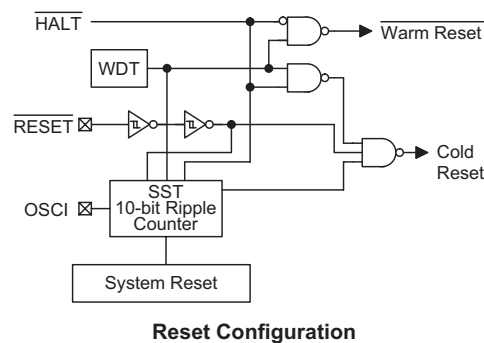 HALT
Warm Reset
WDT
RESET
Cold
Reset
SST
10-bit Ripple
Counter
OSCI
System Reset
Reset Configuration